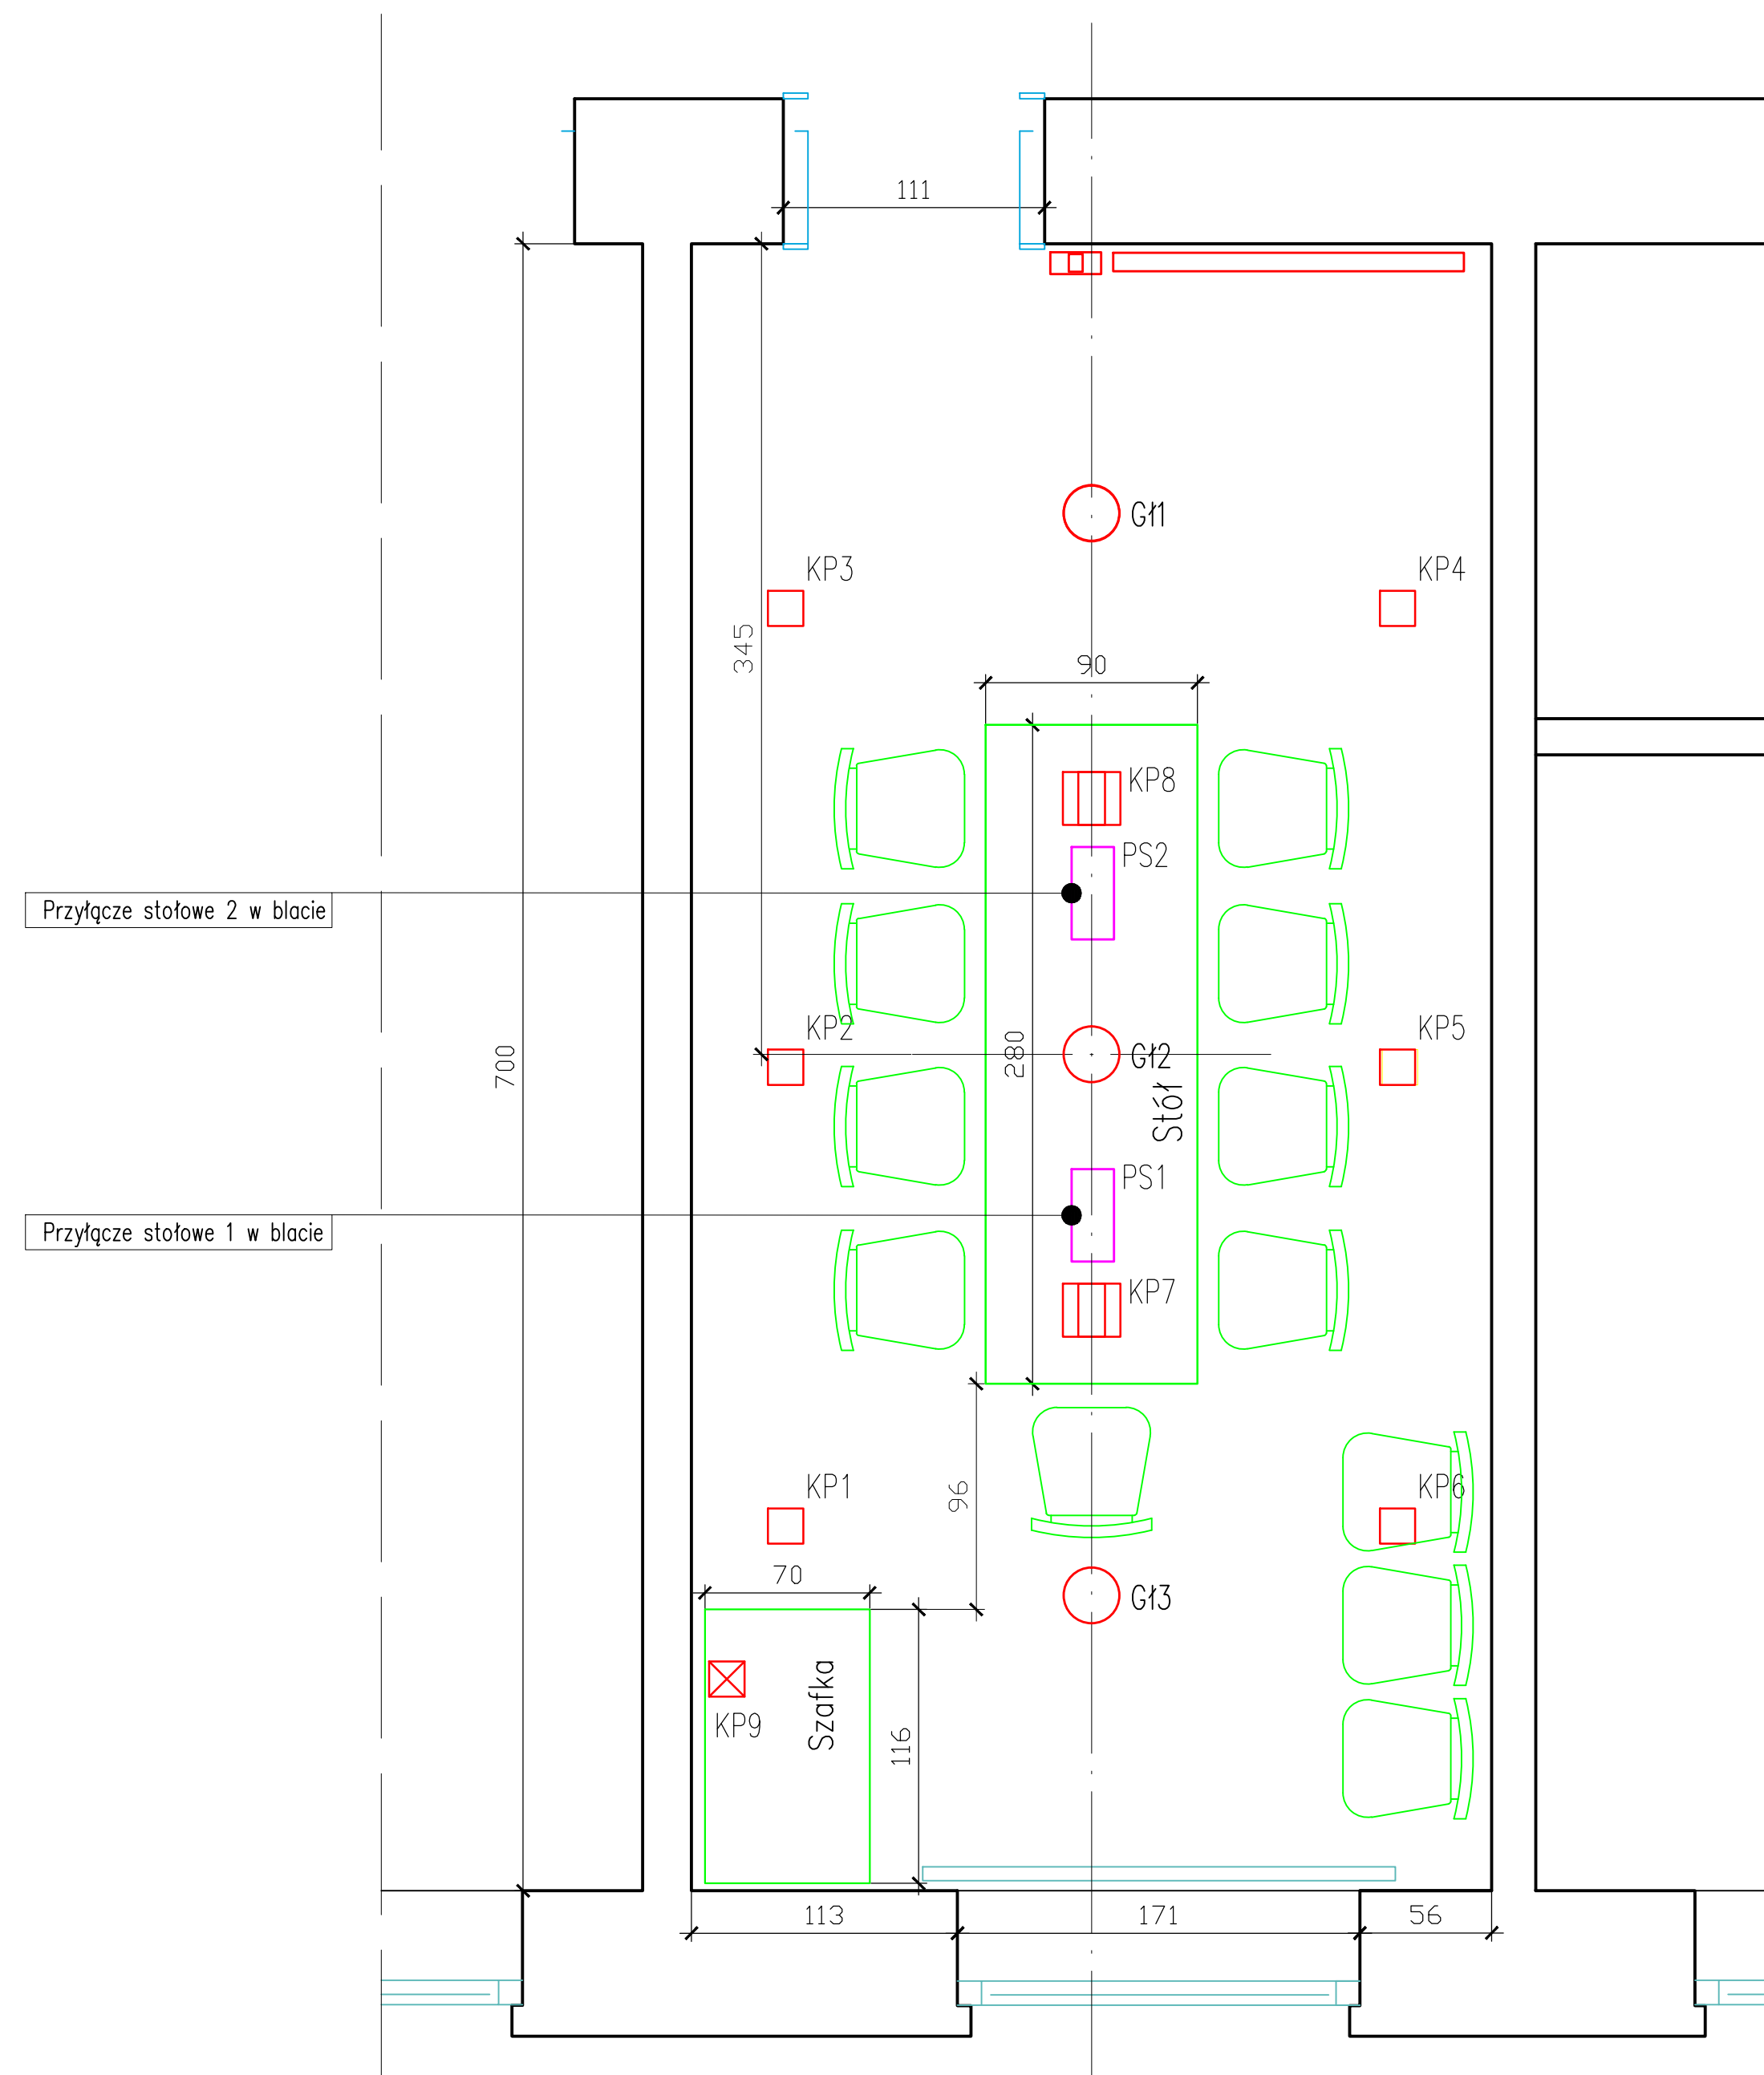 111
Gł1
KP3
KP4
345
90
KP8
PS2
Przyłącze stołowe 2 w blacie
KP2
KP5
700
280
Gł2
Stół
PS1
Przyłącze stołowe 1 w blacie
KP7
KP1
96
KP6
70
Gł3
Szafka
KP9
116
113
171
56